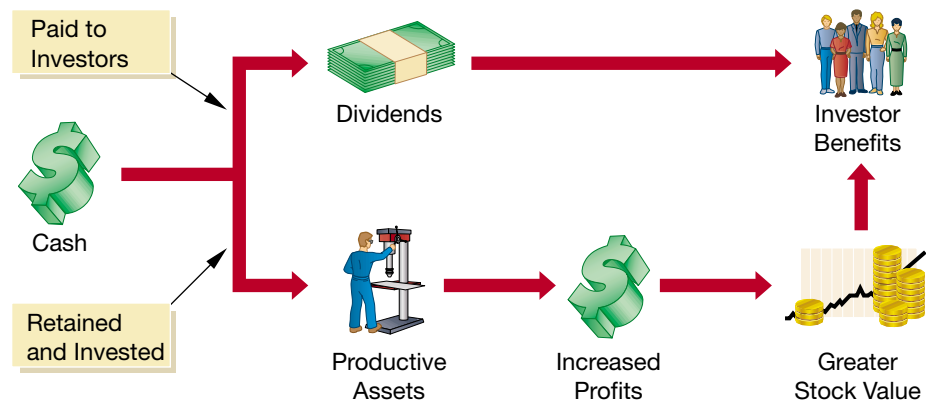 Paid to
Investors
Dividends
Investor
Benefits
Cash
Retained
and Invested
Productive
Assets
Increased
Profits
Greater
Stock Value